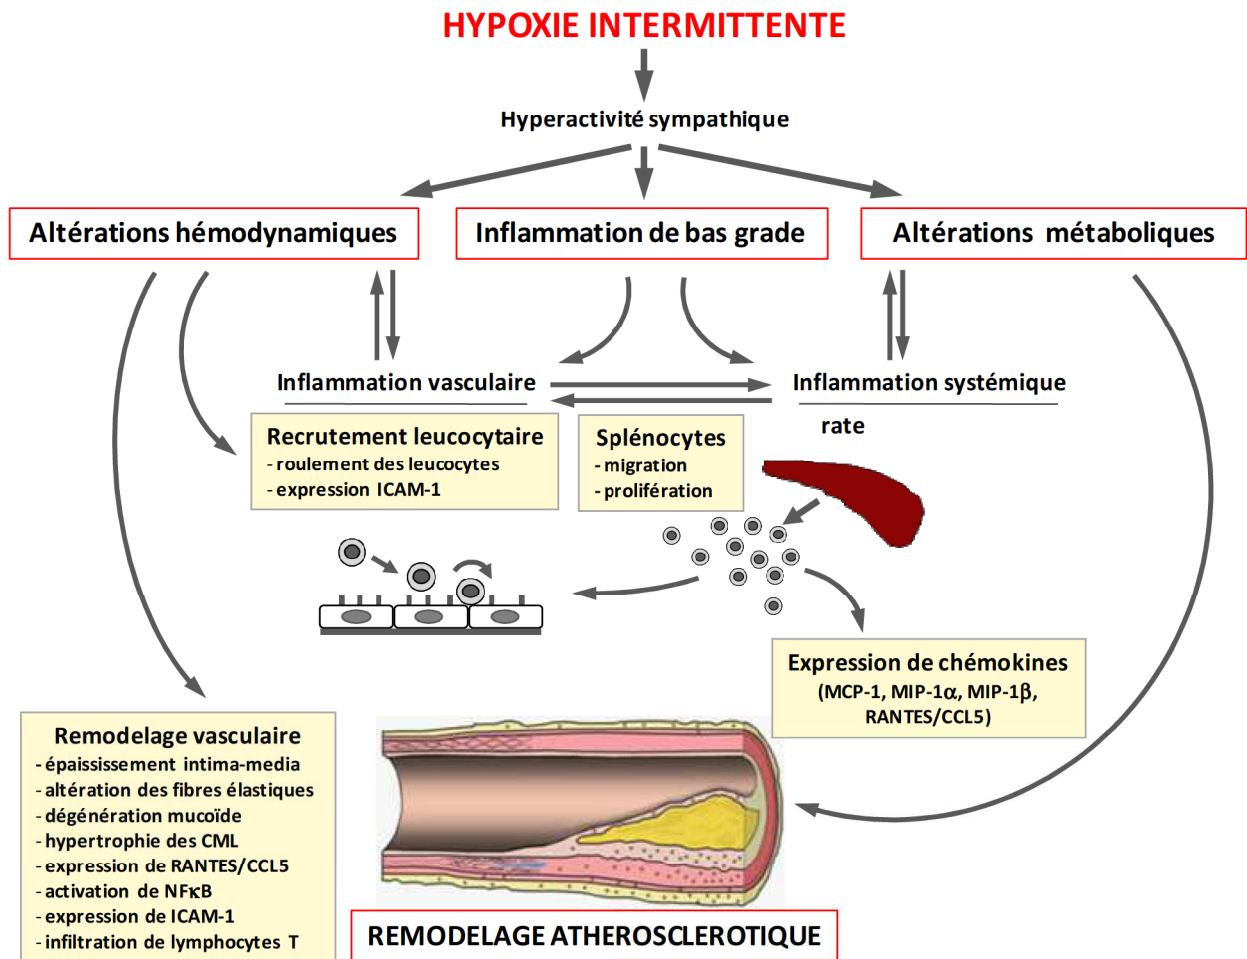 HYPOXIE INTERMITTENTE
Hyperactivité sympathique
Altérations hémodynamiques
Inflammation de bas grade
Altérations métaboliques
Inflammation vasculaire
Inflammation systémique
rate
Recrutement leucocytaire
- roulement des leucocytes
- expression ICAM-1
Splénocytes
- migration
- prolifération
Expression de chémokines
(MCP-1, MIP-1α, MIP-1β,
RANTES/CCL5)
Remodelage vasculaire
- épaississement intima-media
- altération des fibres élastiques
- dégénération mucoïde
- hypertrophie des CML
- expression de RANTES/CCL5
- activation de NFκB
- expression de ICAM-1
- infiltration de lymphocytes T
REMODELAGE ATHEROSCLEROTIQUE